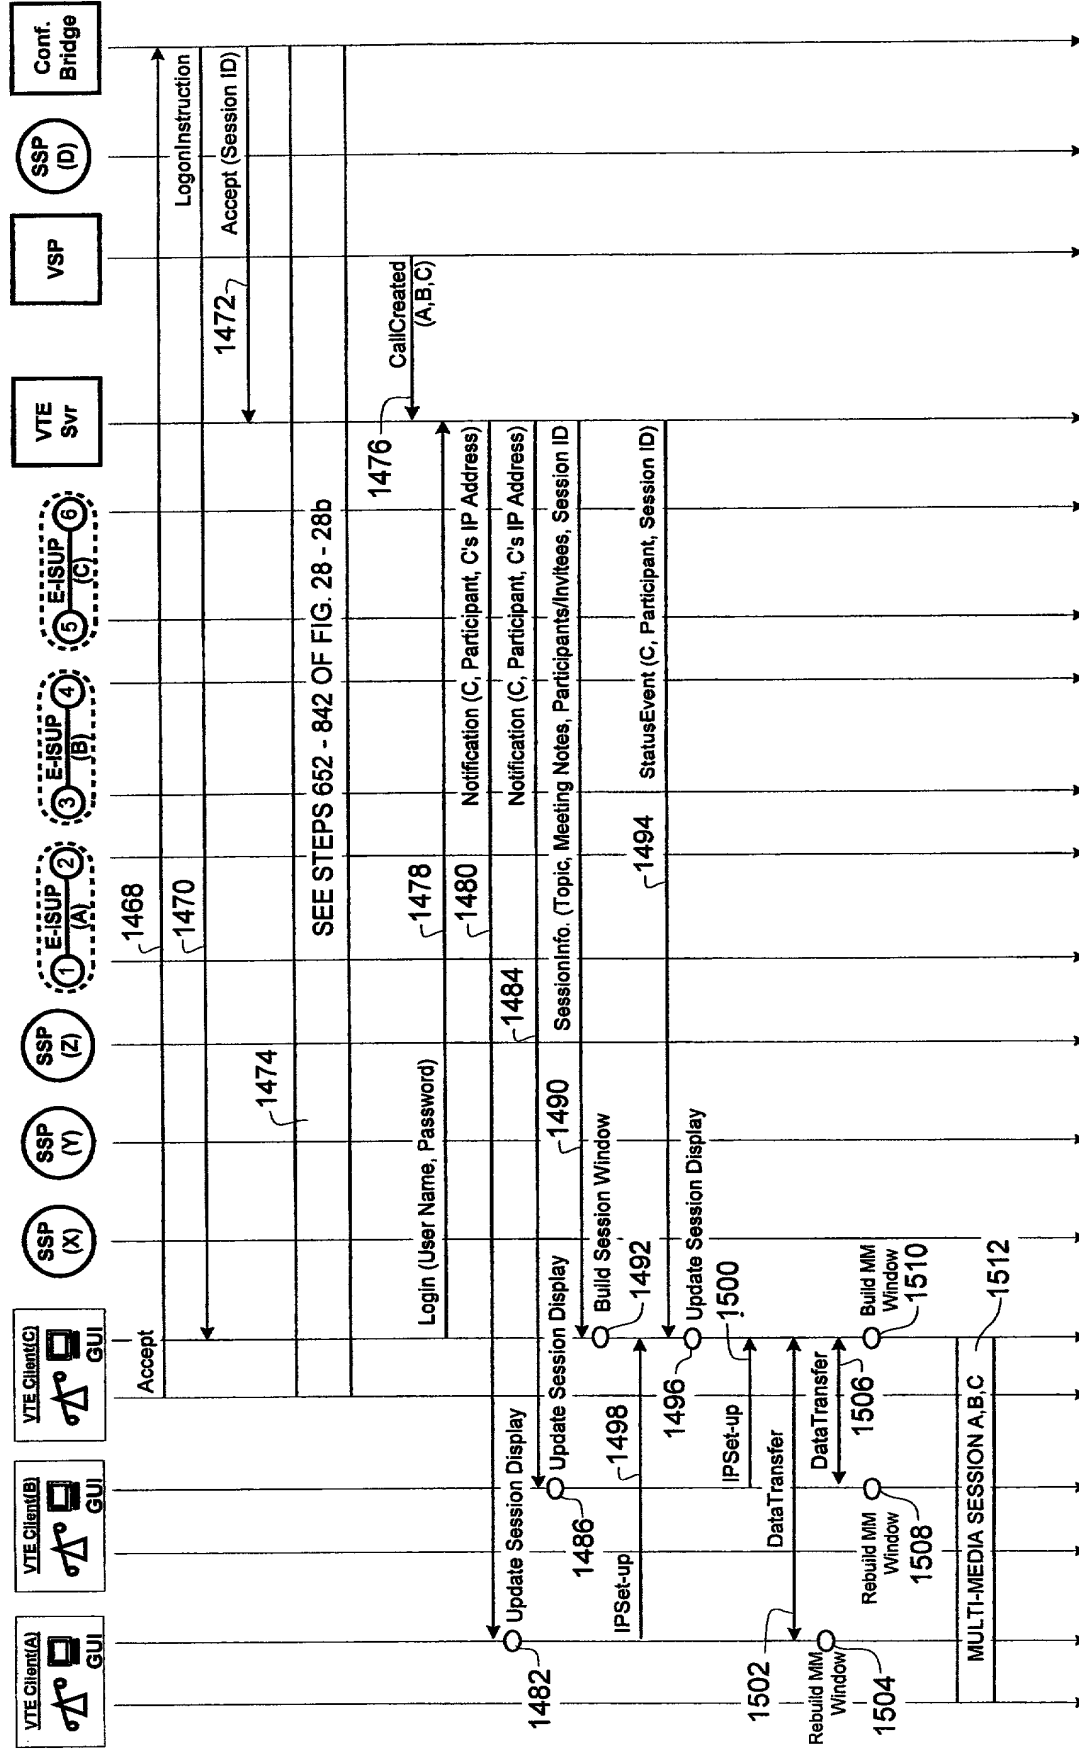 VTE Client(A)
GUI
VTE Client(B)
GUI
VTE Client(C)
GUI
SSP
(X)
SSP
(Y)
SSP
(Z)
1
E-ISUP
(A)
2
3
E-ISUP
(B)
4
5
E-ISUP
(C)
6
VTE
Svr
VSP
SSP
(D)
Conf.
Bridge
Accept
1468
1470
LogonInstruction
1472
Accept (Session ID)
1474
SEE STEPS 652 - 842 OF FIG. 28 - 28b
1476
CallCreated
(A,B,C)
Login (User Name, Password)
1478
1480
Notification (C, Participant, C's IP Address)
Update Session Display
1482
1484
Notification (C, Participant, C's IP Address)
Update Session Display
1486
1490
SessionInfo. (Topic, Meeting Notes, Participants/Invitees, Session ID
Build Session Window
1492
1494
StatusEvent (C, Participant, Session ID)
Update Session Display
1496
IPSet-up
1498
IPSet-up
1500
1502
DataTransfer
Rebuild MM
Window
1504
DataTransfer
1506
Rebuild MM
Window
1508
Build MM
Window
1510
MULTI-MEDIA SESSION A,B,C
1512